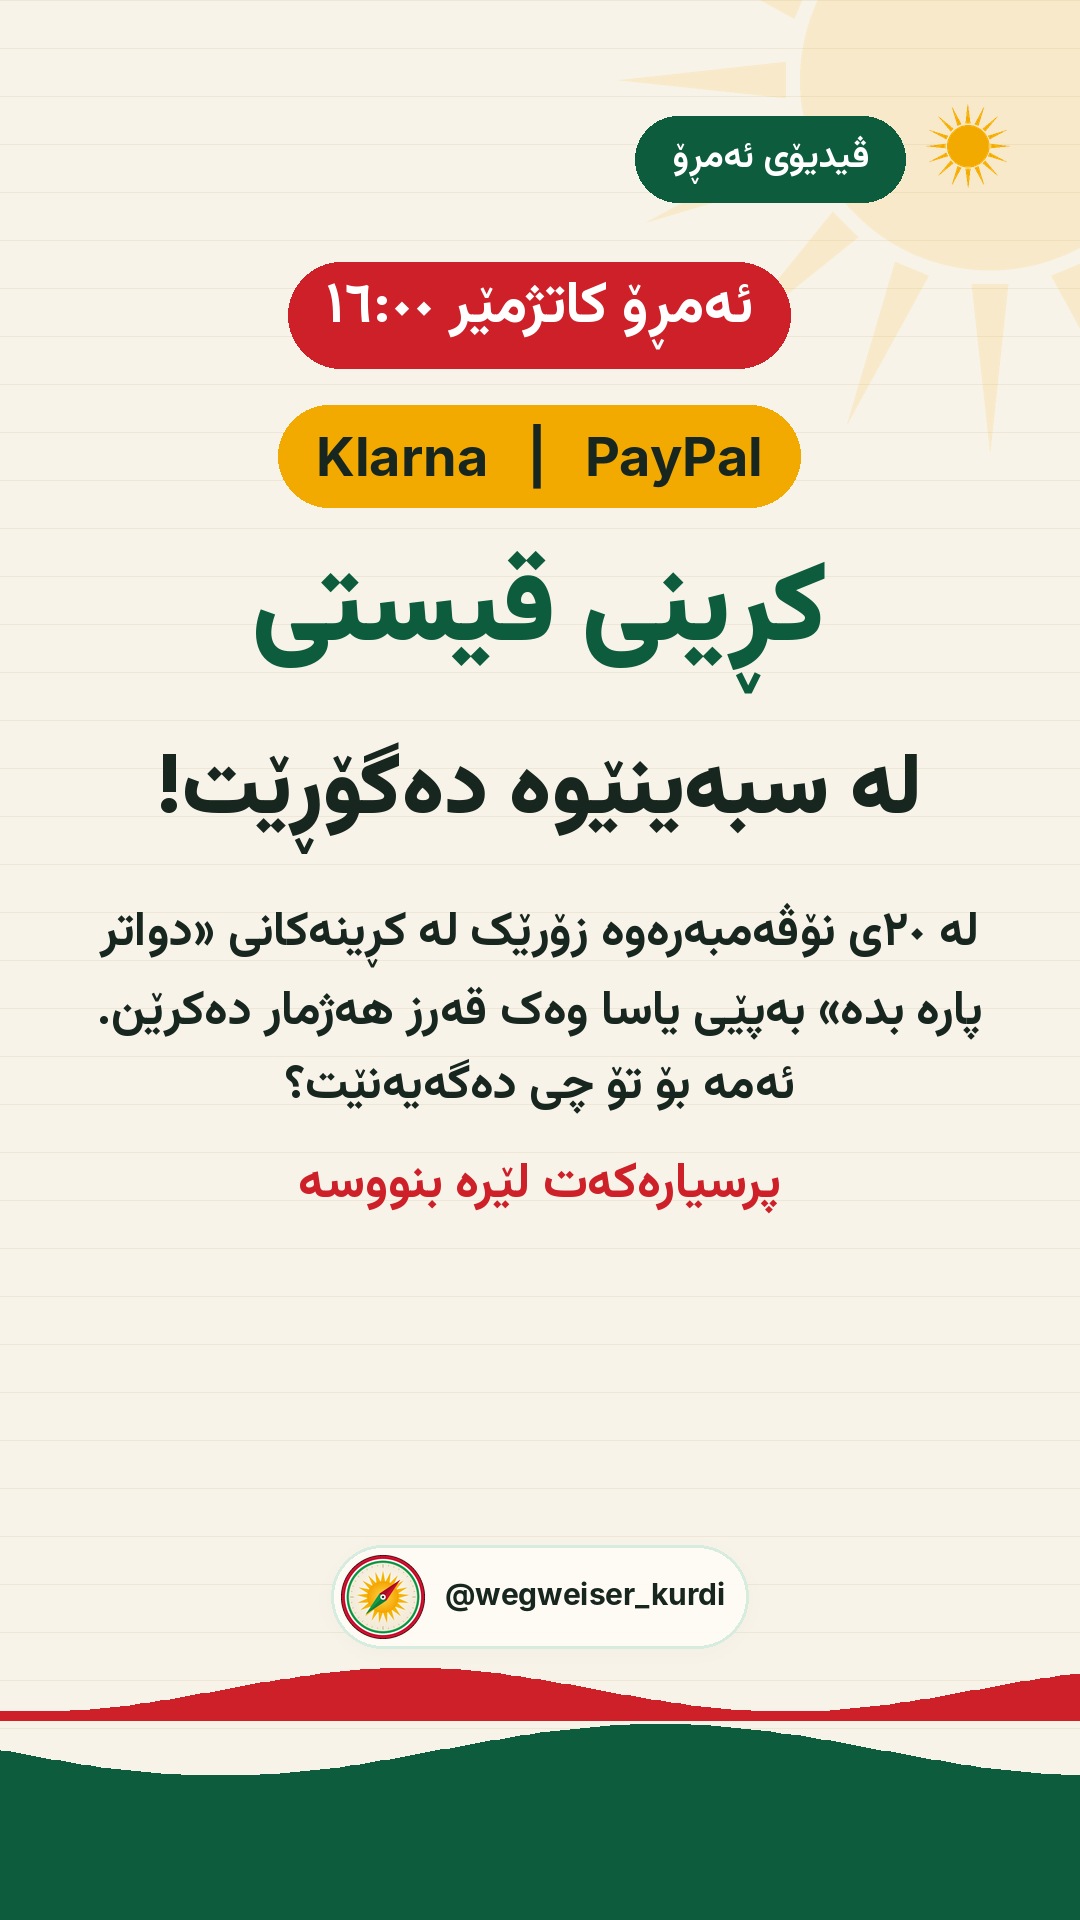 ڤیدیۆی ئەمڕۆ
ئەمڕۆ کاتژمێر ١٦:٠٠
Klarna | PayPal
کڕینی قیستی
لە سبەینێوە دەگۆڕێت!
لە ٢٠ی نۆڤەمبەرەوە زۆرێک لە کڕینەکانی «دواتر
پارە بدە» بەپێی یاسا وەک قەرز هەژمار دەکرێن.
ئەمە بۆ تۆ چی دەگەیەنێت؟
پرسیارەکەت لێرە بنووسە
@wegweiser_kurdi